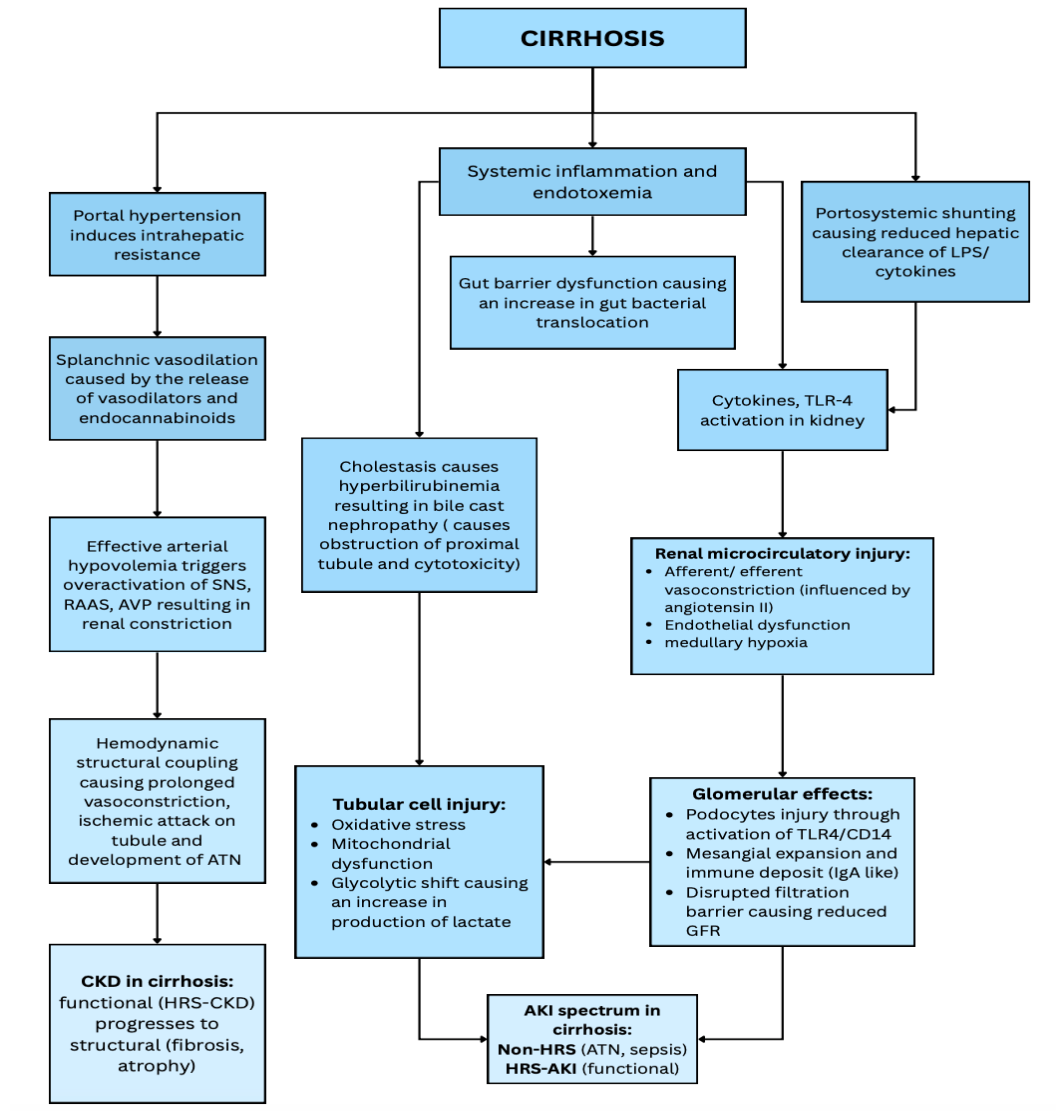 CIRRHOSIS
Portal hypertension
induces intrahepatic
resistance
Systemic inflammation and
endotoxemia
Portosystemic shunting
causing reduced hepatic
clearance of LPS/
cytokines
Gut barrier dysfunction causing
an increase in gut bacterial
translocation
Splanchnic vasodilation
caused by the release
of vasodilators and
endocannabinoids
Cytokines, TLR-4
activation in kidney
Cholestasis causes
hyperbilirubinemia
resulting in bile cast
nephropathy ( causes
obstruction of proximal
tubule and cytotoxicity)
Effective arterial
hypovolemia triggers
overactivation of SNS,
RAAS, AVP resulting in
renal constriction
Renal microcirculatory injury:
• Afferent/ efferent
vasoconstriction (influenced by
angiotensin II)
• Endothelial dysfunction
• medullary hypoxia
Hemodynamic
structural coupling
causing prolonged
vasoconstriction,
ischemic attack on
tubule and
development of ATN
Tubular cell injury:
• Oxidative stress
• Mitochondrial
dysfunction
• Glycolytic shift causing
an increase in
production of lactate
Glomerular effects:
• Podocytes injury through
activation of TLR4/CD14
• Mesangial expansion and
immune deposit (IgA like)
• Disrupted filtration
barrier causing reduced
GFR
CKD in cirrhosis:
functional (HRS-CKD)
progresses to
structural (fibrosis,
atrophy)
AKI spectrum in
cirrhosis:
Non-HRS (ATN, sepsis)
HRS-AKI (functional)